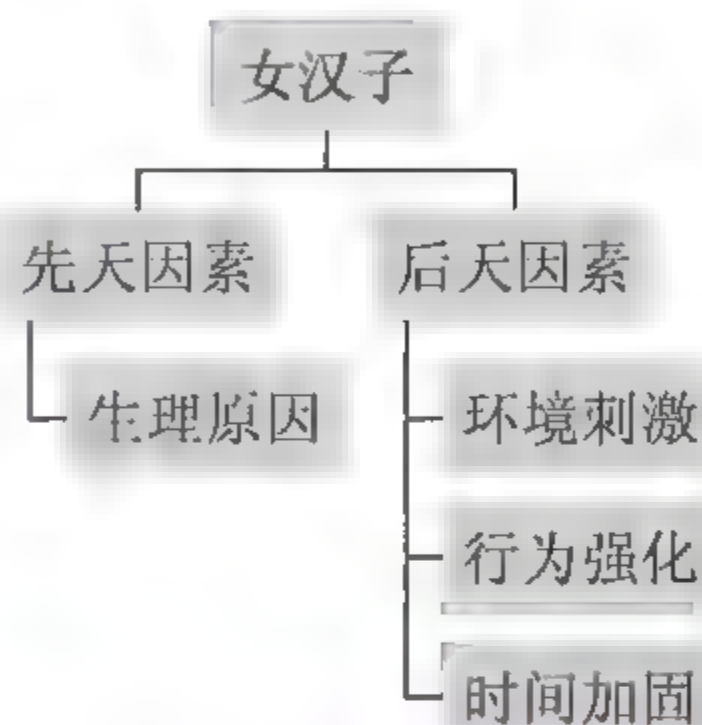 女汉子
先天因素
后天因素
生理原因
环境刺激
行为强化
时间加固